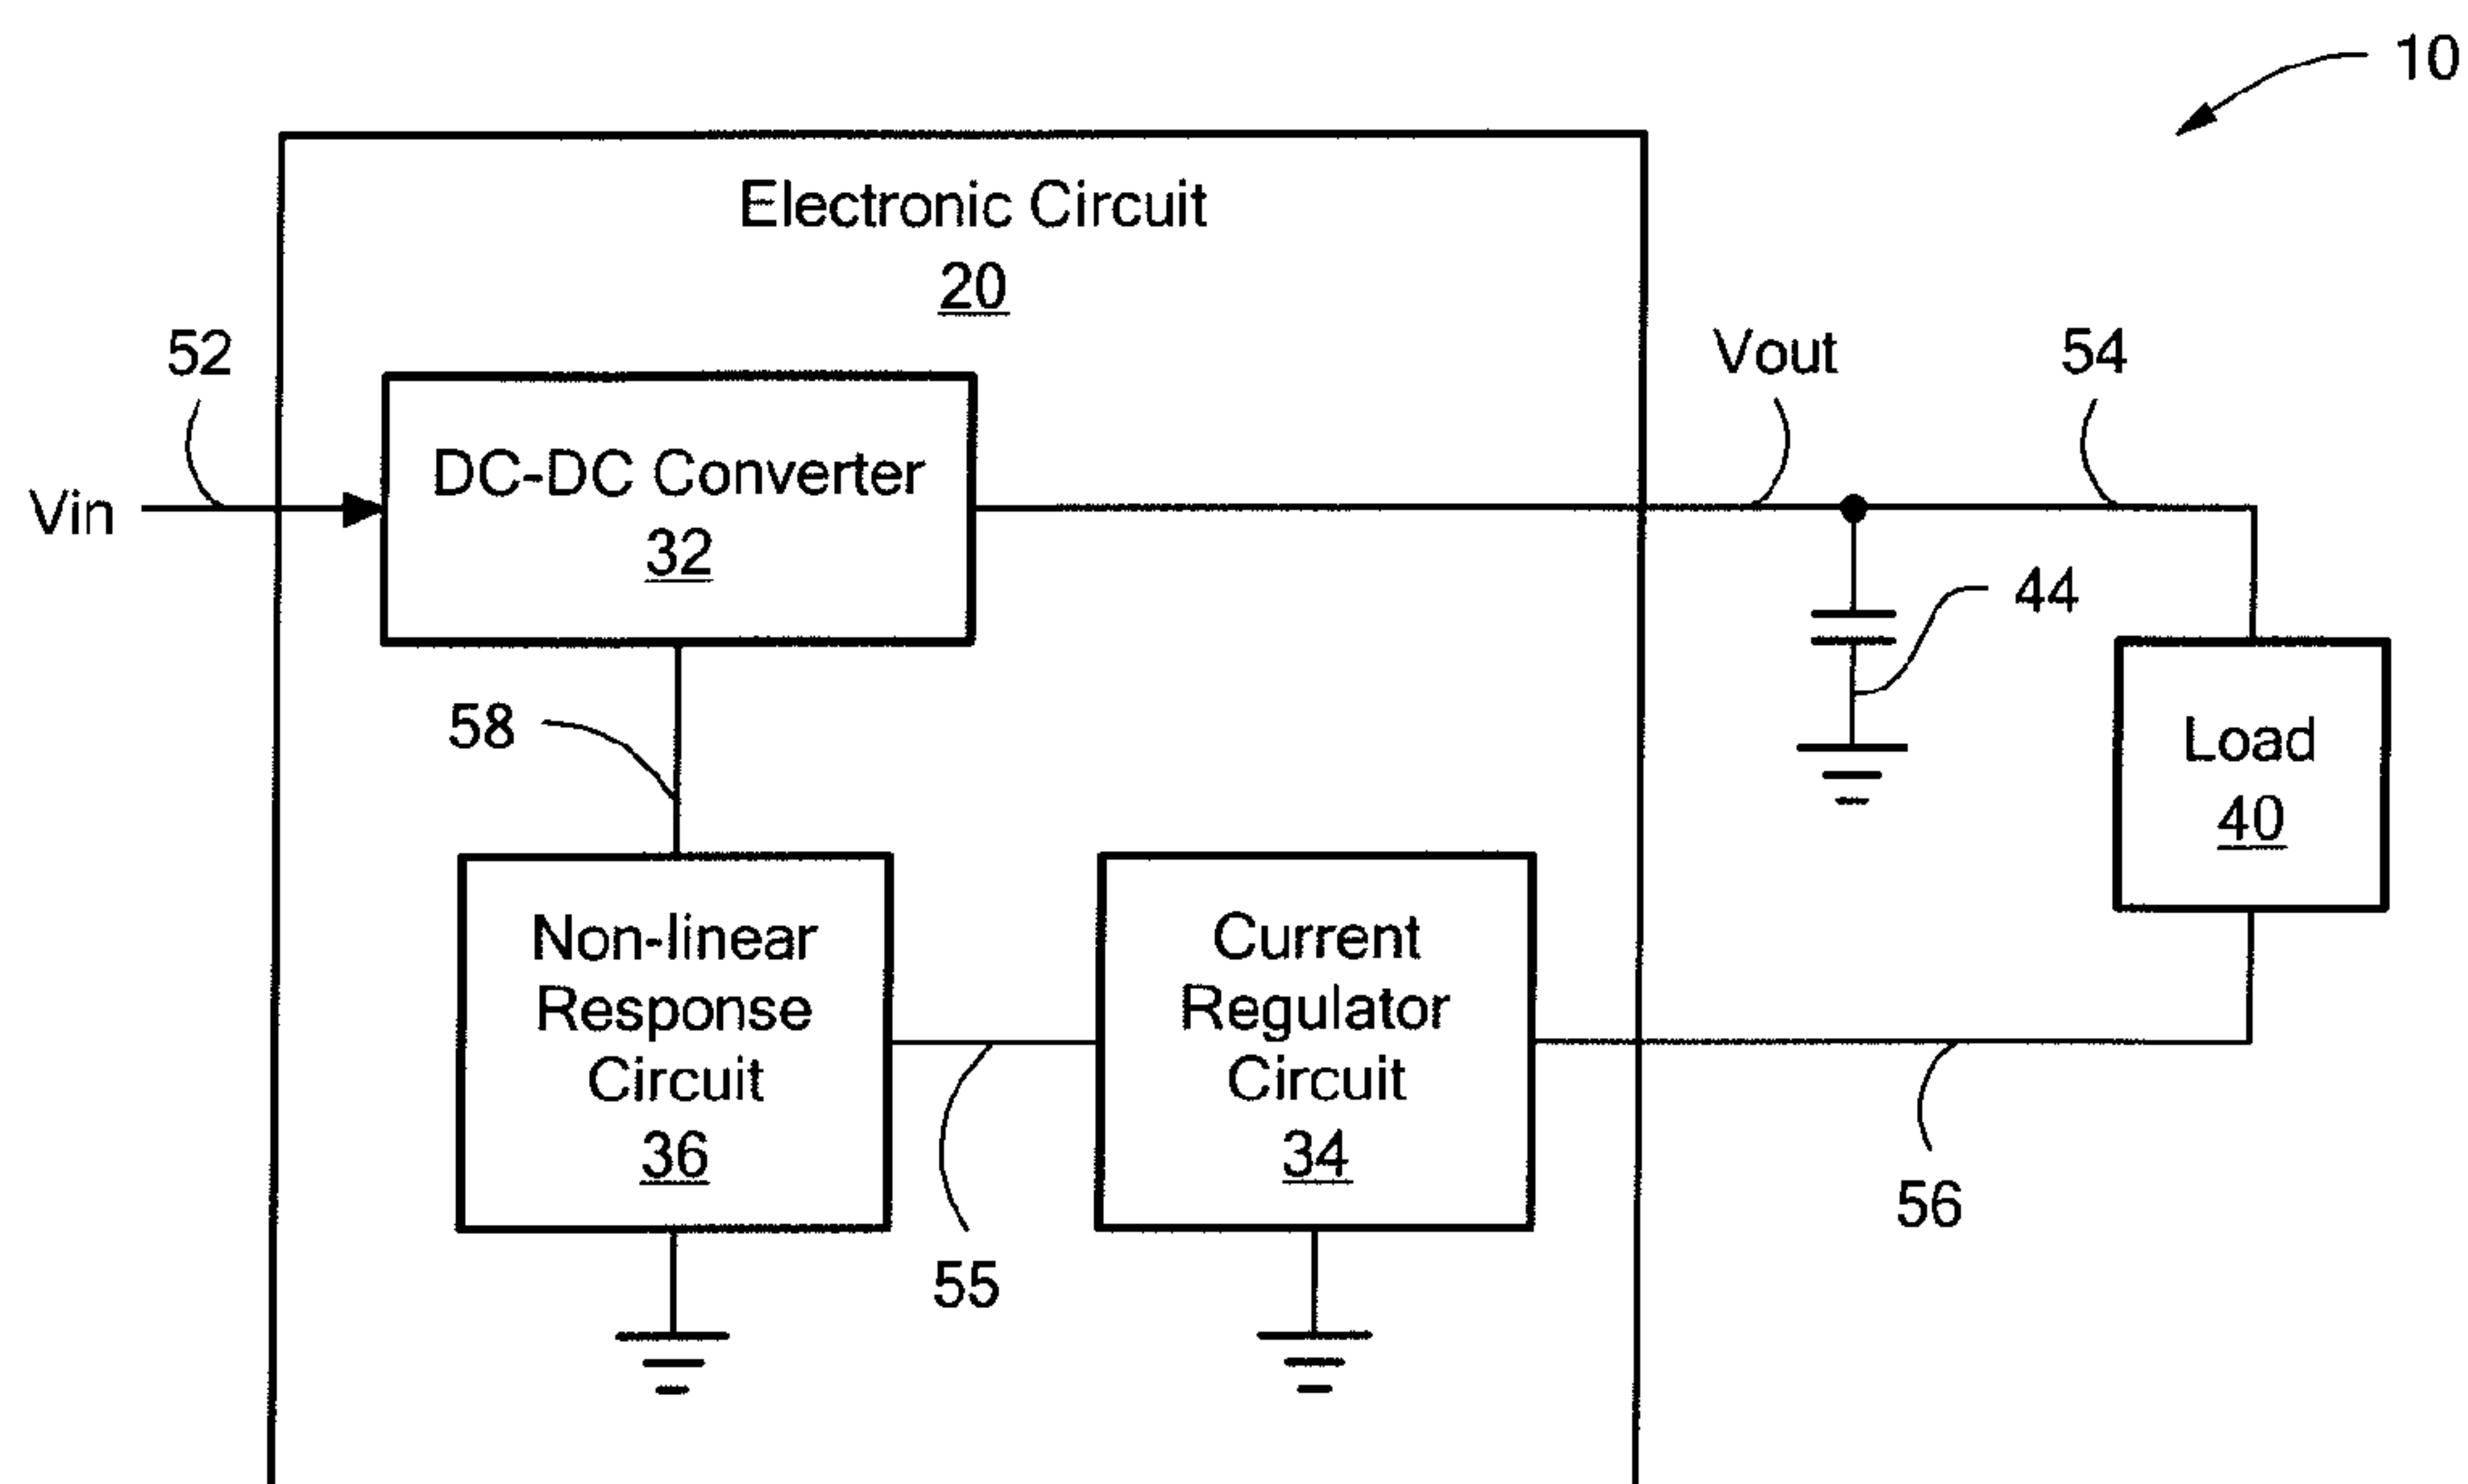 10
Electronic Circuit
20
52
Vout
54
DC-DC Converter
32
Vin
44
58
Load
40
Non-linear
Response
Circuit
36
Current
Regulator
Circuit
34
55
56